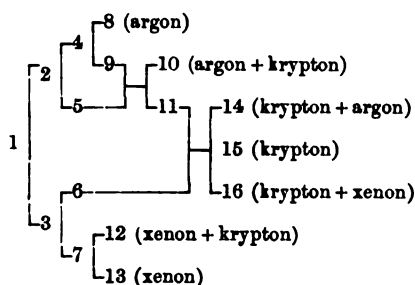 8 (argon)
4
9 10 (argon + krypton)
2
5 11 14 (krypton + argon)
1 15 (krypton)
6 16 (krypton + xenon)
3 12 (xenon + krypton)
7
13 (xenon)